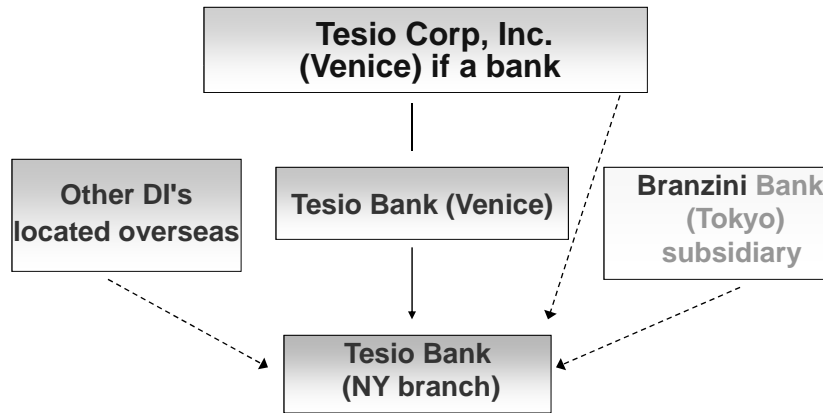 Tesio Corp, Inc.
(Venice) if a bank
Other DI's
located overseas
Tesio Bank (Venice)
Branzini Bank
(Tokyo)
subsidiary
Tesio Bank
(NY branch)